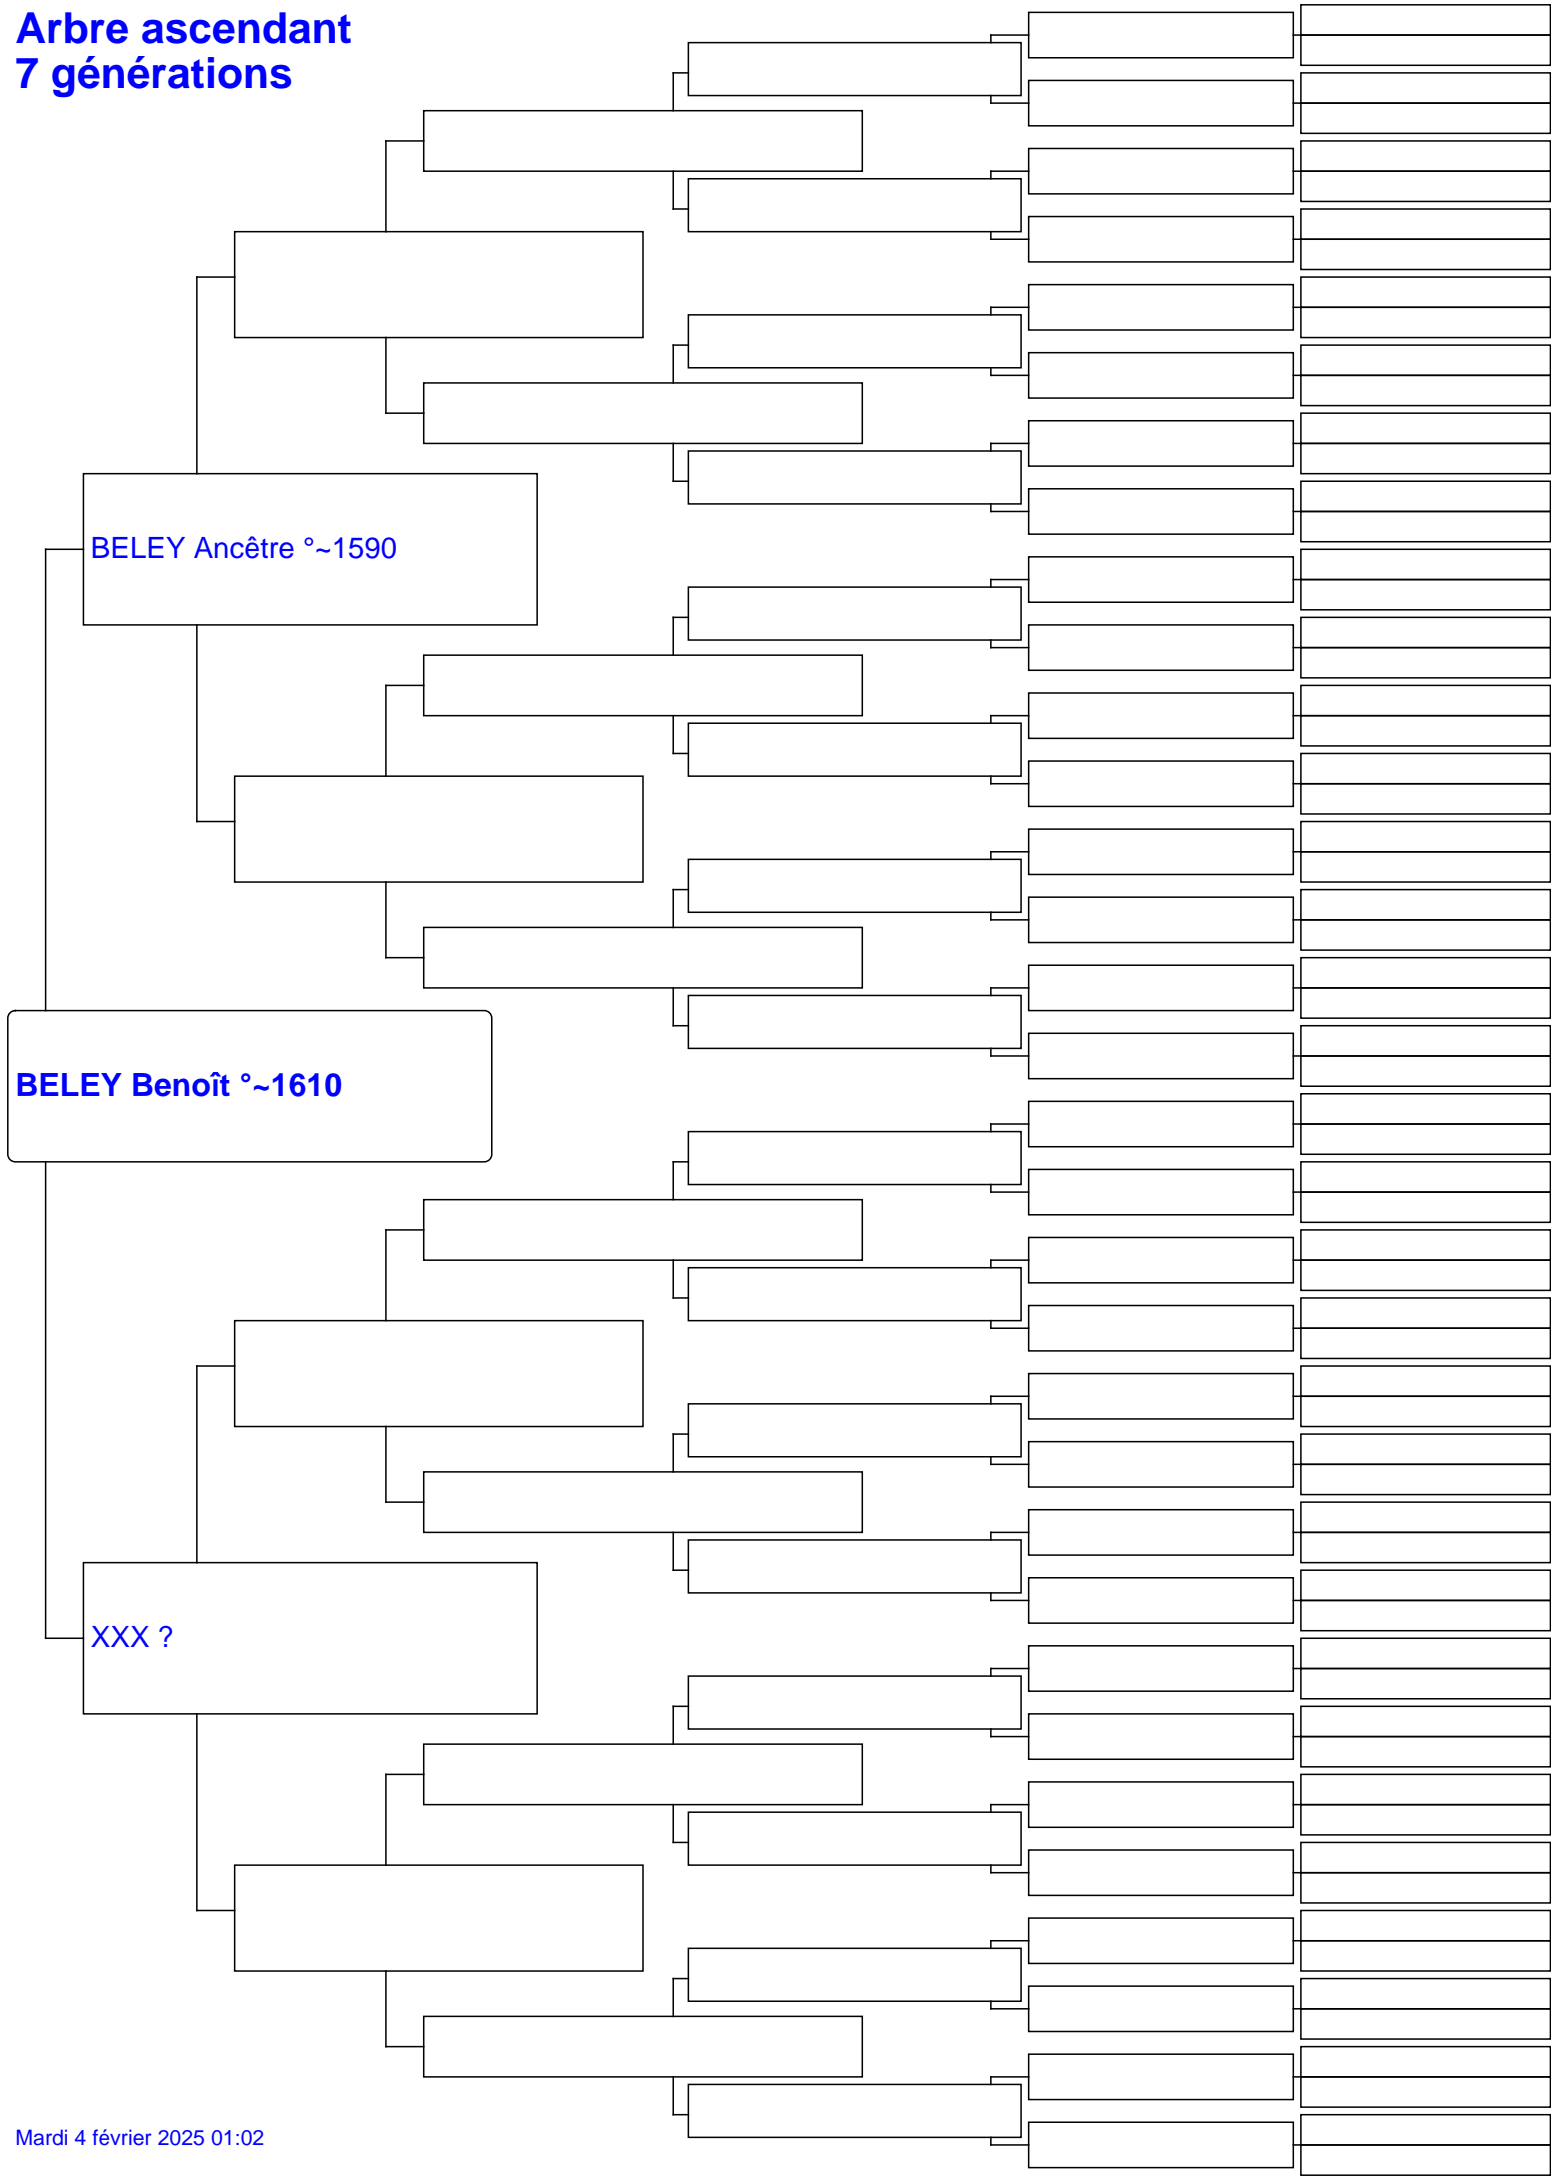 Arbre ascendant
7 générations
BELEY Ancêtre °~1590
BELEY Benoît °~1610
XXX ?
Mardi 4 février 2025 01:02